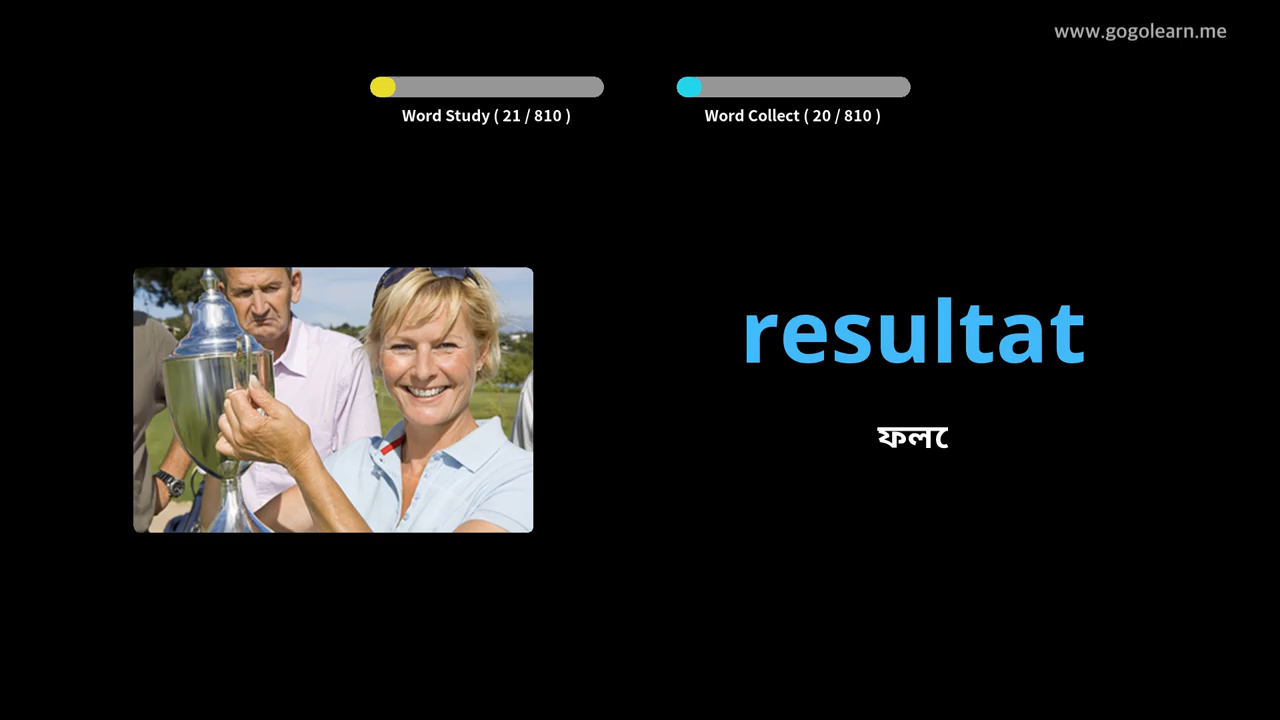 www.gogolearn.me
Word Study ( 21 / 810 )
Word Collect ( 20 / 810 )
resultat
ফলে